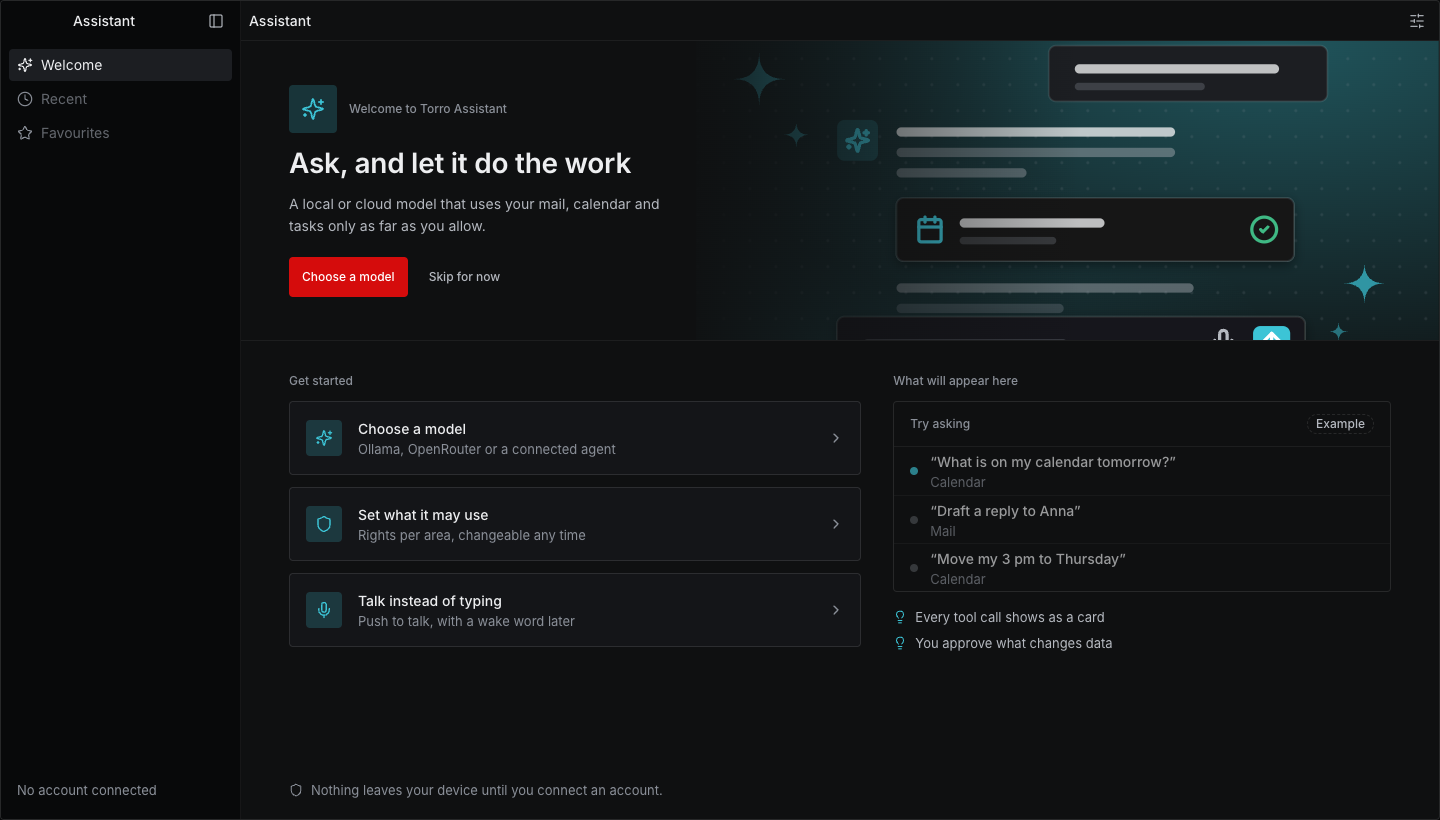 Assistant
Assistant
Welcome
Recent
Favourites
No account connected
Welcome to Torro Assistant
Ask, and let it do the work
A local or cloud model that uses your mail, calendar and
tasks only as far as you allow.
Choose a model
Skip for now
Get started
Choose a model
Ollama, OpenRouter or a connected agent
Set what it may use
Rights per area, changeable any time
Talk instead of typing
Push to talk, with a wake word later
What will appear here
Try asking
Example
“What is on my calendar tomorrow?”
Calendar
“Draft a reply to Anna”
Mail
“Move my 3 pm to Thursday”
Calendar
Every tool call shows as a card
You approve what changes data
Nothing leaves your device until you connect an account.